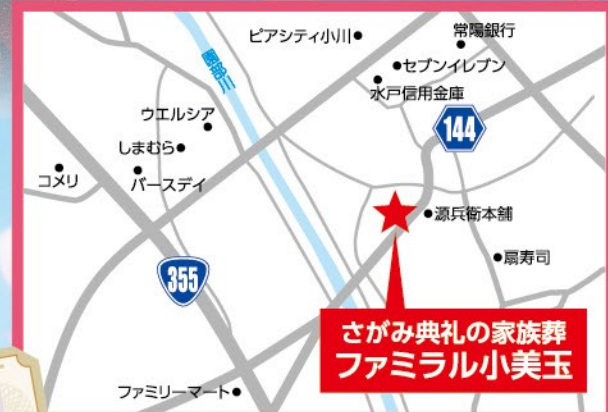 ピアシティ小川
常陽銀行
セブンイレブン
水戸信用金庫
園部川
ウエルシア
144
しまむら
コメリ
バースデイ
源兵衛本舗
扇寿司
355
さがみ典礼の家族葬
ファミラル小美玉
ファミリーマート